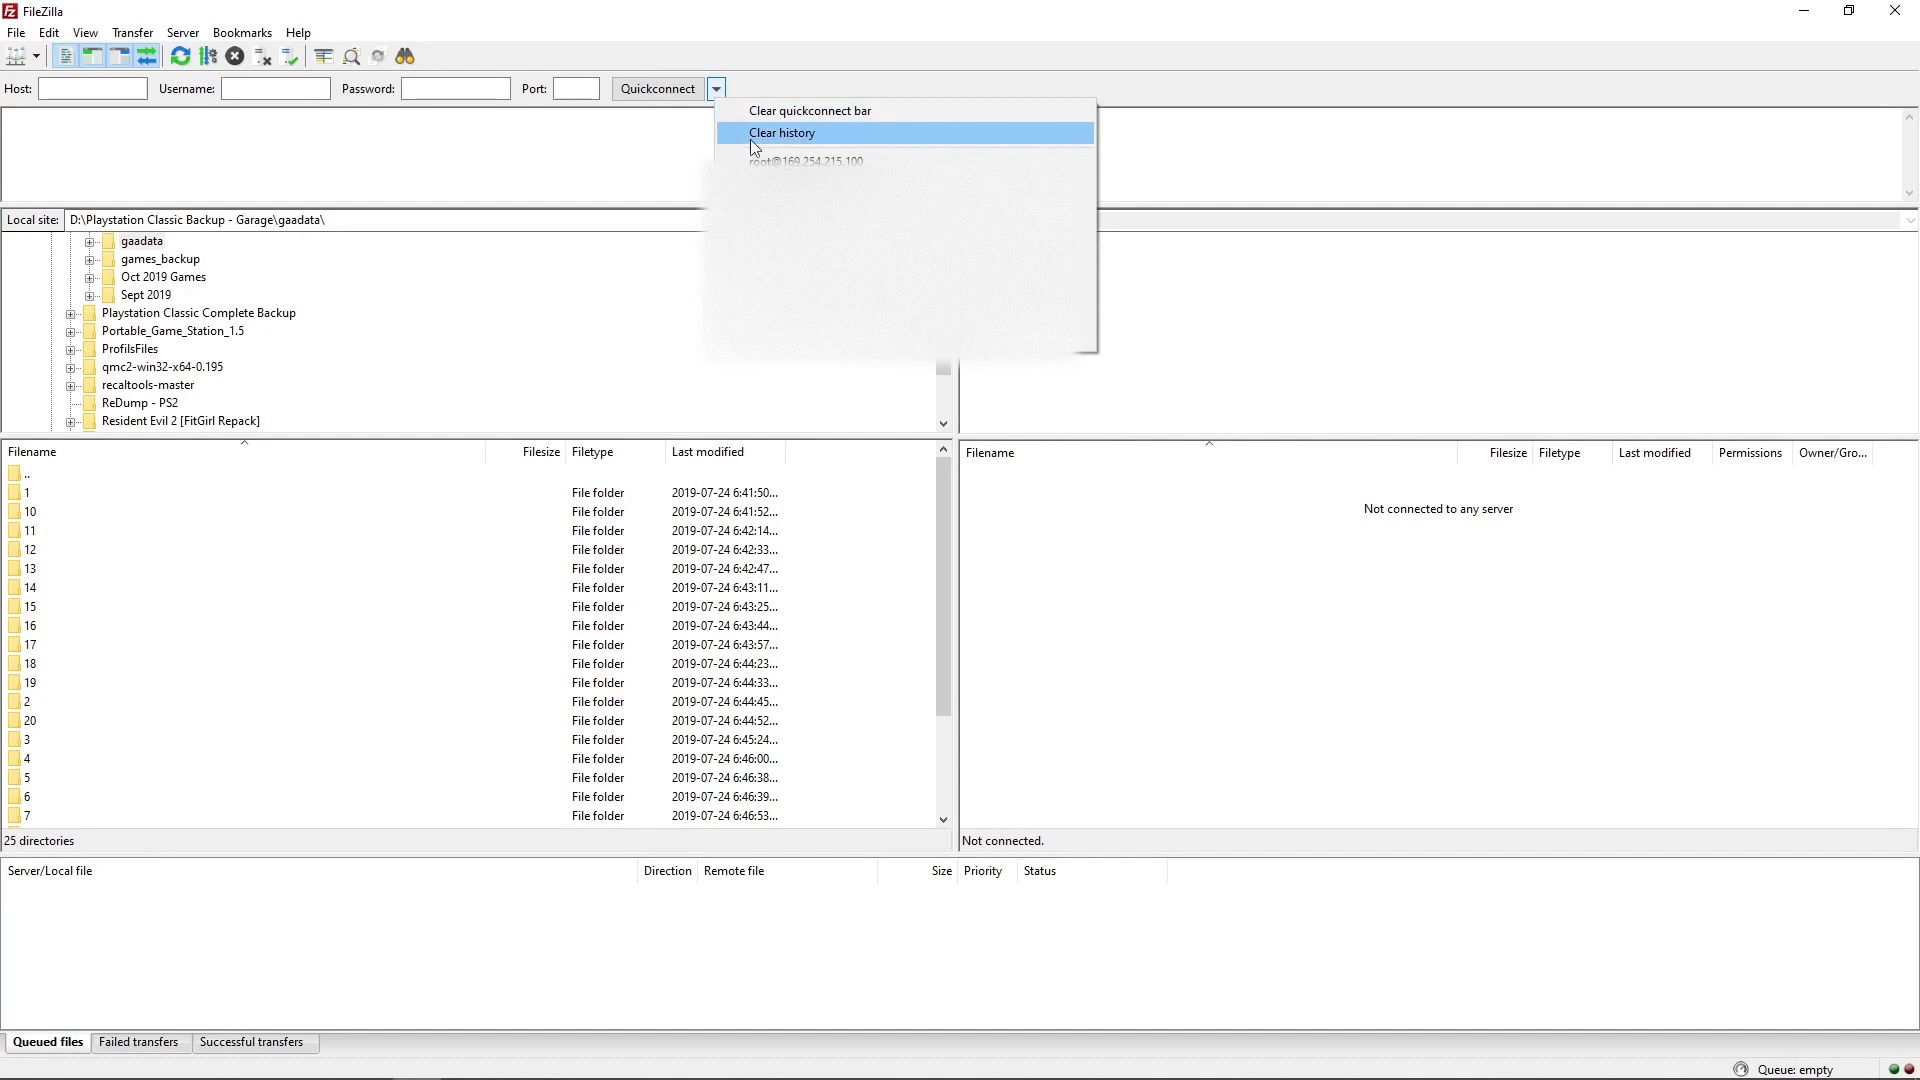 FileZilla
File Edit View Transfer Server Bookmarks Help
Host: Username: Password: Port: Quickconnect
Clear quickconnect bar
Clear history
root@169.254.215.100
Local site: D:\Playstation Classic Backup - Garage\gaadata\
gaadata
games_backup
Oct 2019 Games
Sept 2019
Playstation Classic Complete Backup
Portable_Game_Station_1.5
ProfilsFiles
qmc2-win32-x64-0.195
recaltools-master
ReDump - PS2
Resident Evil 2 [FitGirl Repack]
Filename Filesize Filetype Last modified
..
1 File folder 2019-07-24 6:41:50...
10 File folder 2019-07-24 6:41:52...
11 File folder 2019-07-24 6:42:14...
12 File folder 2019-07-24 6:42:33...
13 File folder 2019-07-24 6:42:47...
14 File folder 2019-07-24 6:43:11...
15 File folder 2019-07-24 6:43:25...
16 File folder 2019-07-24 6:43:44...
17 File folder 2019-07-24 6:43:57...
18 File folder 2019-07-24 6:44:23...
19 File folder 2019-07-24 6:44:33...
2 File folder 2019-07-24 6:44:45...
20 File folder 2019-07-24 6:44:52...
3 File folder 2019-07-24 6:45:24...
4 File folder 2019-07-24 6:46:00...
5 File folder 2019-07-24 6:46:38...
6 File folder 2019-07-24 6:46:39...
7 File folder 2019-07-24 6:46:53...
25 directories
Filename Filesize Filetype Last modified Permissions Owner/Gro...
Not connected to any server
Not connected.
Server/Local file Direction Remote file Size Priority Status
Queued files Failed transfers Successful transfers
Queue: empty